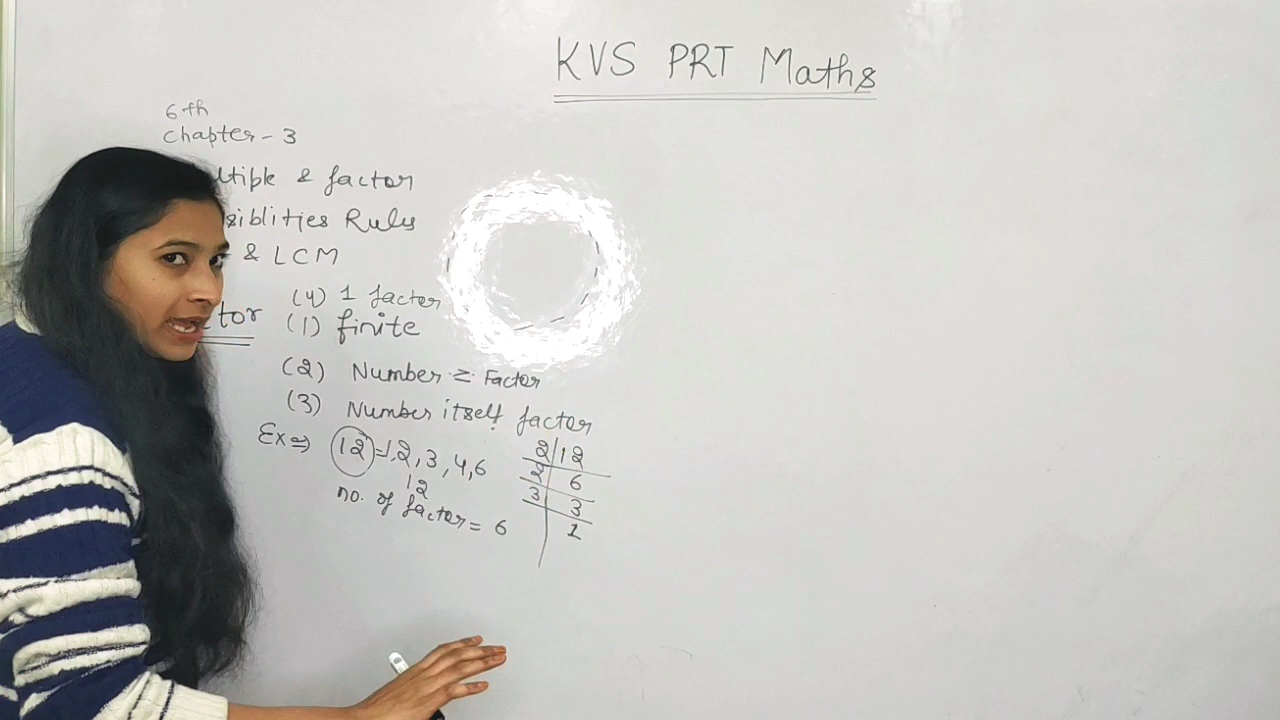 KVS PRT Maths
6th
Chapter - 3
ltiple & factor
siblities Rules
& LCM
tor
(4) 1 factor
(1) finite
(2) Number ≥ Factor
(3) Number itself factor
Ex ⇒ 12 = 1, 2, 3, 4, 6
12
no. of factor = 6
2 | 12
2 | 6
3 | 3
1